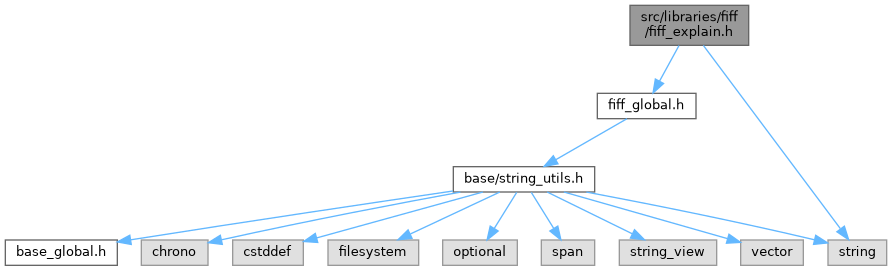 src/libraries/fiff
/fiff_explain.h
fiff_global.h
base/string_utils.h
base_global.h
chrono
cstddef
filesystem
optional
span
string_view
vector
string